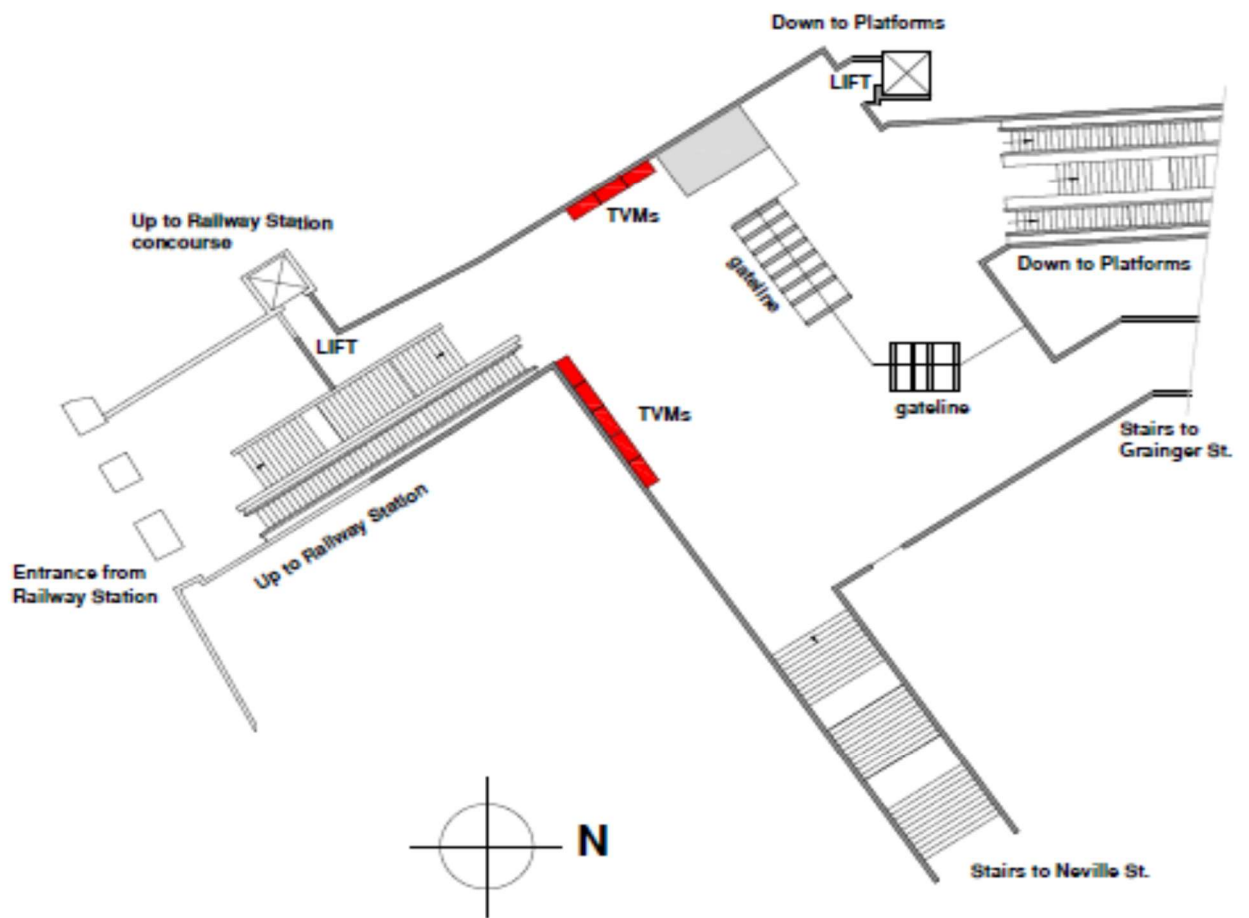 Down to Platforms
LIFT
Up to Railway Station
concourse
TVMs
gateline
Down to Platforms
LIFT
TVMs
gateline
Stairs to
Grainger St.
Up to Railway Station
Entrance from
Railway Station
N
Stairs to Neville St.